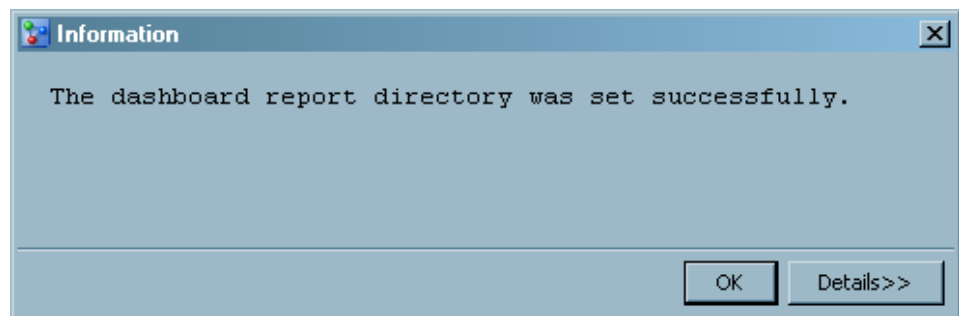 Information
The dashboard report directory was set successfully.
OK
Details>>